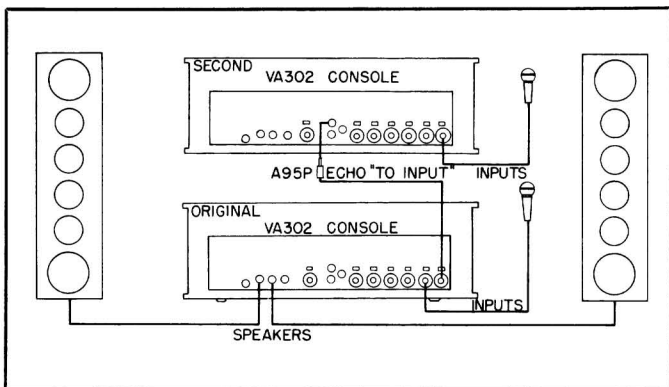 SECOND
VA302 CONSOLE
A95P ECHO "TO INPUT" INPUTS
ORIGINAL
VA302 CONSOLE
INPUTS
SPEAKERS